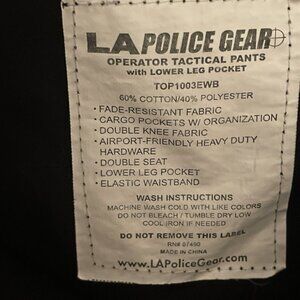 LA POLICE GEAR
OPERATOR TACTICAL PANTS
with LOWER LEG POCKET
TOP1003EWB
60% COTTON/40% POLYESTER
• FADE-RESISTANT FABRIC
• CARGO POCKETS W/ ORGANIZATION
• DOUBLE KNEE FABRIC
• AIRPORT-FRIENDLY HEAVY DUTY
HARDWARE
• DOUBLE SEAT
• LOWER LEG POCKET
• ELASTIC WAISTBAND
WASH INSTRUCTIONS
MACHINE WASH COLD WITH LIKE COLORS
DO NOT BLEACH / TUMBLE DRY LOW
COOL IRON IF NEEDED
DO NOT REMOVE THIS LABEL
RN#
MADE IN CHINA
www.LAPoliceGear.com